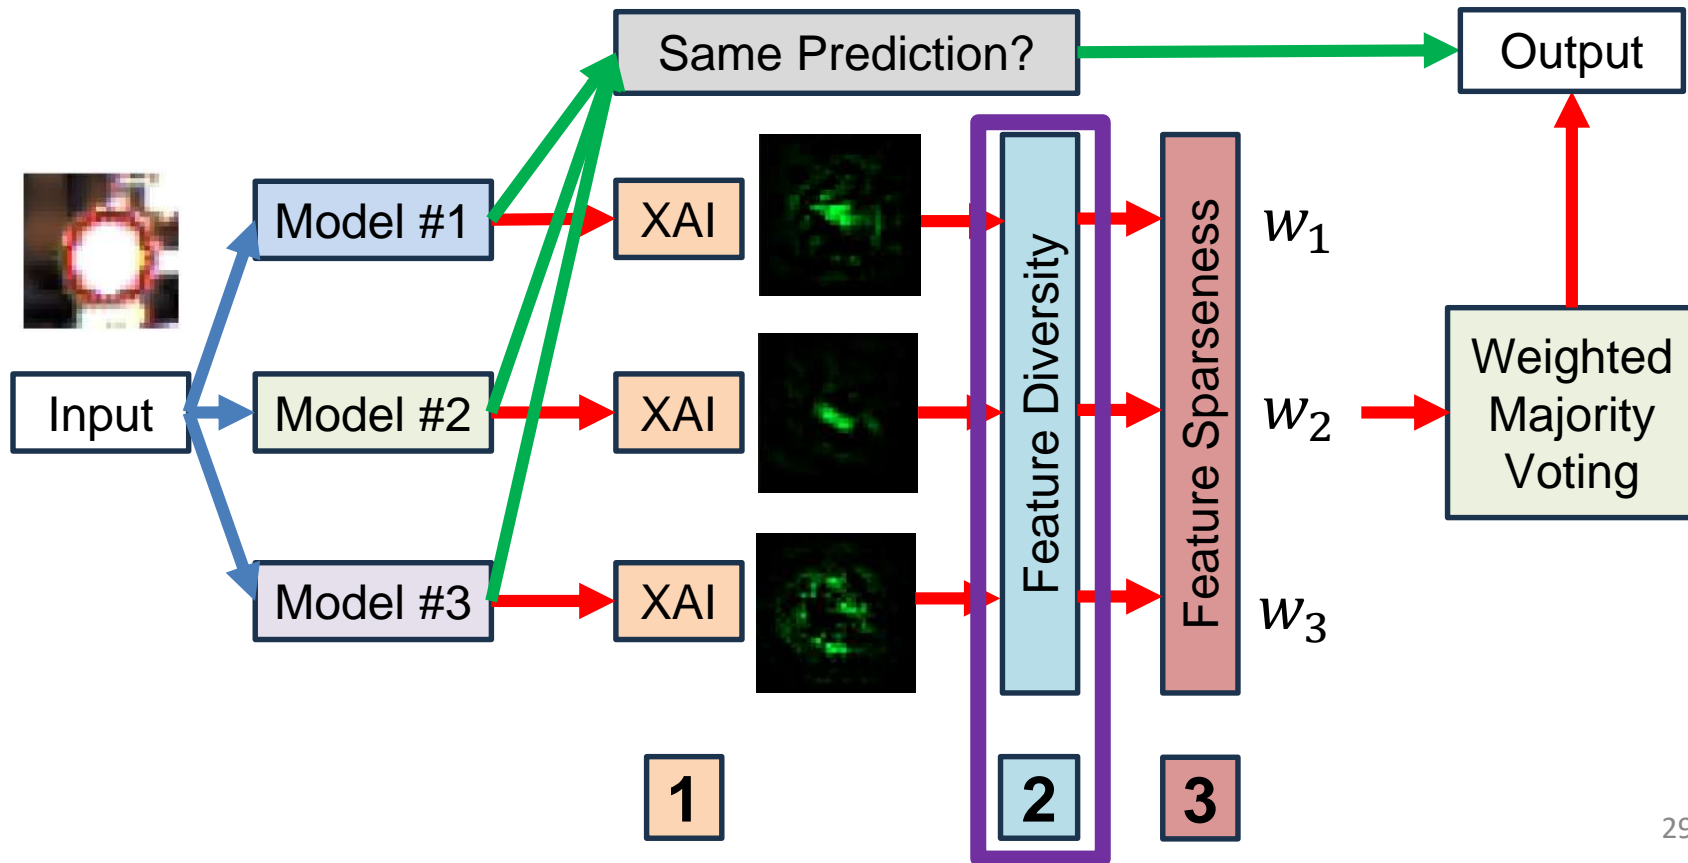 Same Prediction?
Output
Model #1
XAI
w₁
Input
Model #2
XAI
Feature Diversity
Feature Sparseness
w₂
Weighted
Majority
Voting
Model #3
XAI
w₃
1
2
3
29